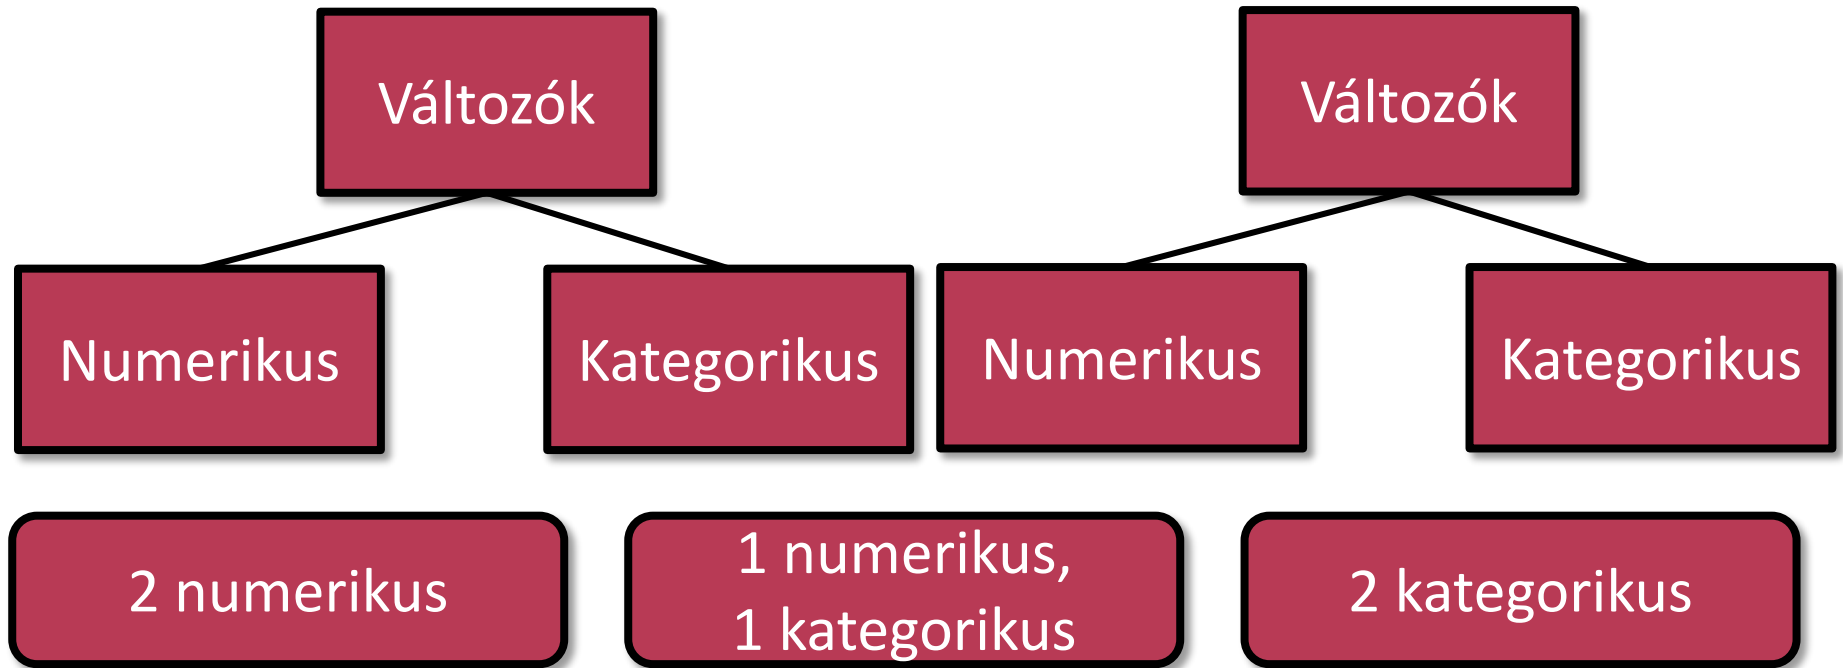 Változók
Változók
Numerikus
Kategorikus
Numerikus
Kategorikus
2 numerikus
1 numerikus,
1 kategorikus
2 kategorikus